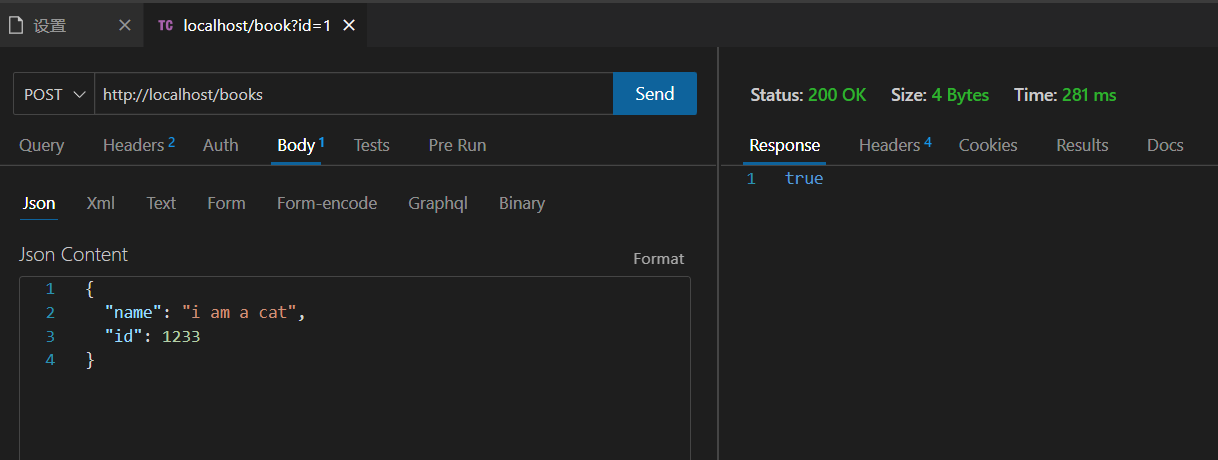 设置
TC localhost/book?id=1
POST http://localhost/books Send
Query Headers 2 Auth Body 1 Tests Pre Run
Json Xml Text Form Form-encode Graphql Binary
Json Content
Format
1 {
2 "name": "i am a cat",
3 "id": 1233
4 }
Status: 200 OK Size: 4 Bytes Time: 281 ms
Response Headers 4 Cookies Results Docs
1 true